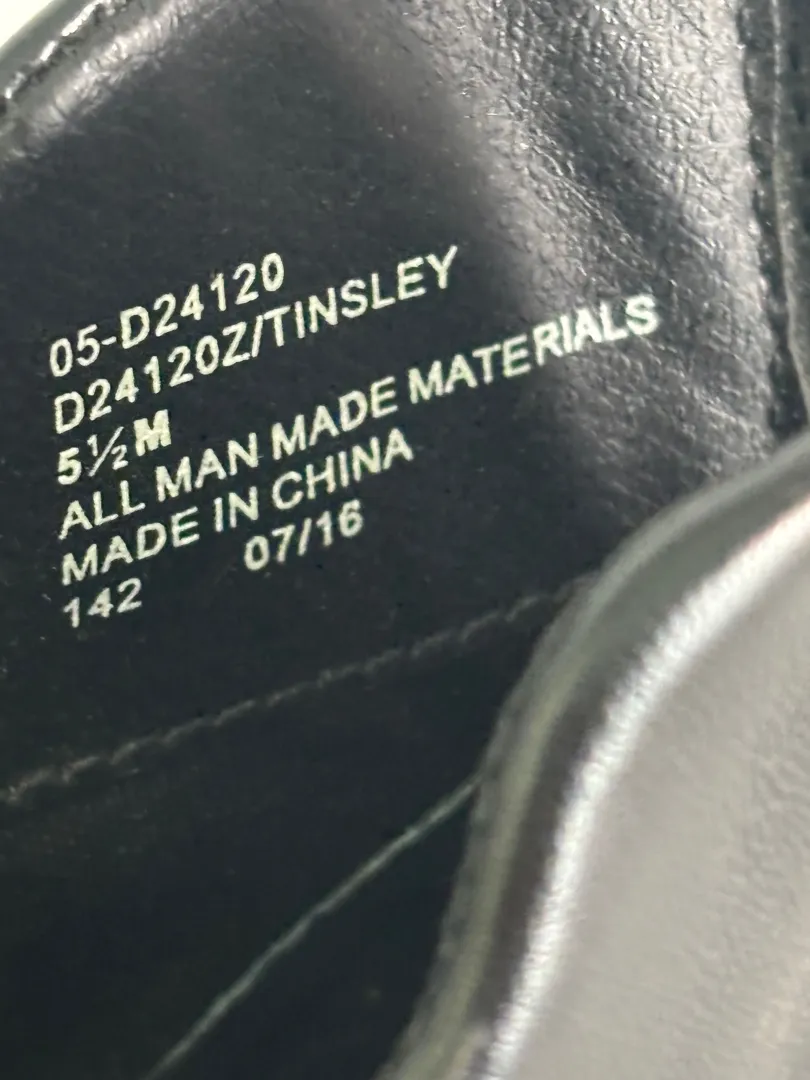 05-D24120
D24120Z/TINSLEY
5½M
ALL MAN MADE MATERIALS
MADE IN CHINA
142 07/16